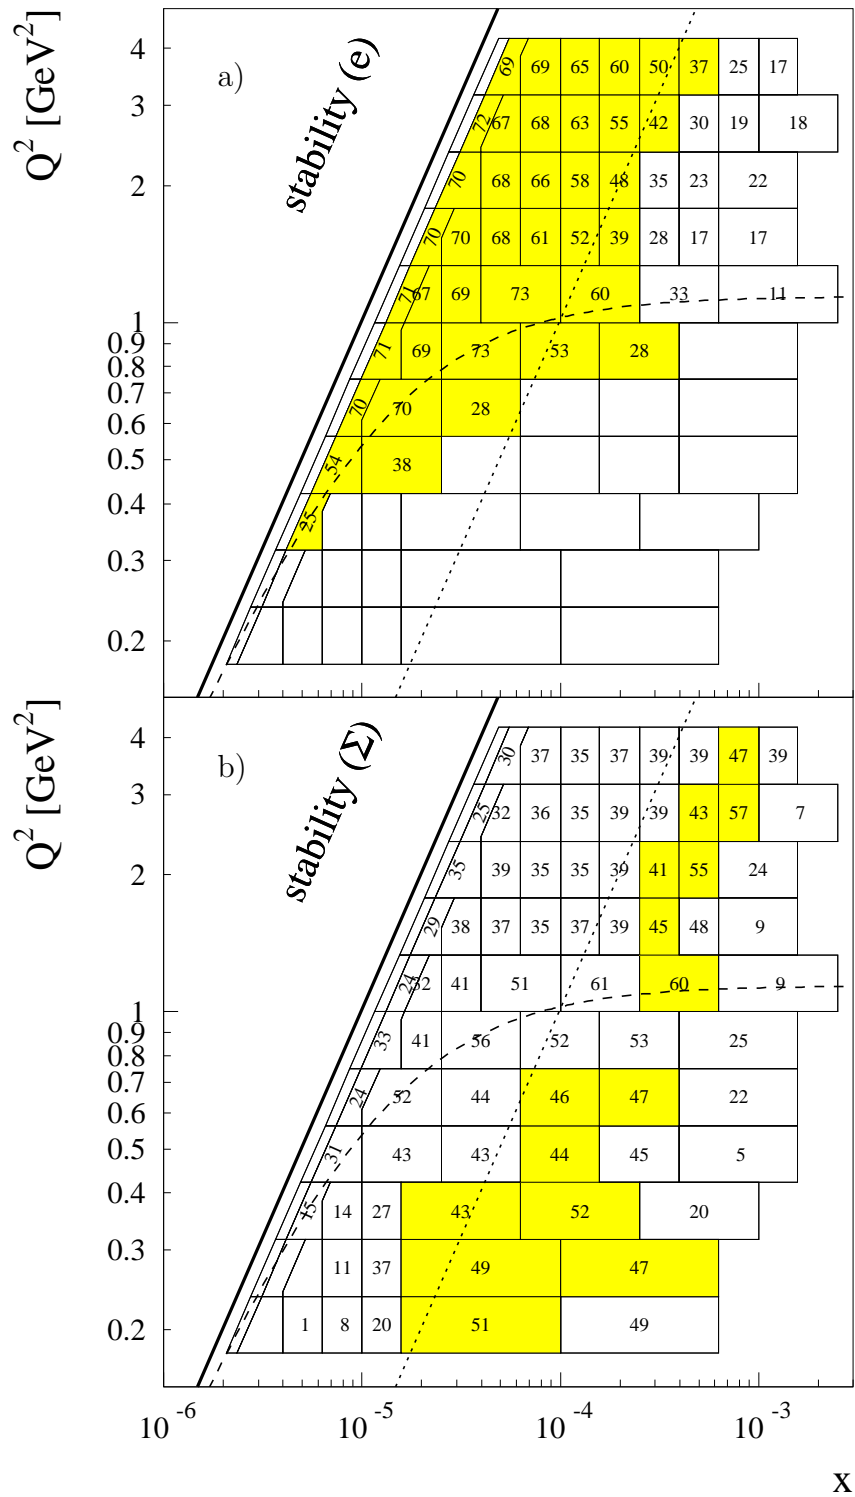 Q² [GeV²]
a)
stability (e)
4
69 69 65 60 50 37 25 17
3
72 67 68 63 55 42 30 19 18
2
70 68 66 58 48 35 23 22
70 70 68 61 52 39 28 17 17
71 67 69 73 60 33 11
1
0.9
71 69 73 53 28
0.8
0.7
70 70 28
0.6
0.5
54 38
0.4
25
0.3
0.2
Q² [GeV²]
b)
stability (Σ)
4
30 37 35 37 39 39 47 39
3
25 32 36 35 39 39 43 57 7
2
35 39 35 35 39 41 55 24
29 38 37 35 37 39 45 48 9
24 52 41 51 61 60 9
1
0.9
33 41 56 52 53 25
0.8
0.7
24 52 44 46 47 22
0.6
0.5
31 43 43 44 45 5
0.4
15 14 27 43 52 20
0.3
11 37 49 47
0.2
1 8 20 51 49
10⁻⁶ 10⁻⁵ 10⁻⁴ 10⁻³
x